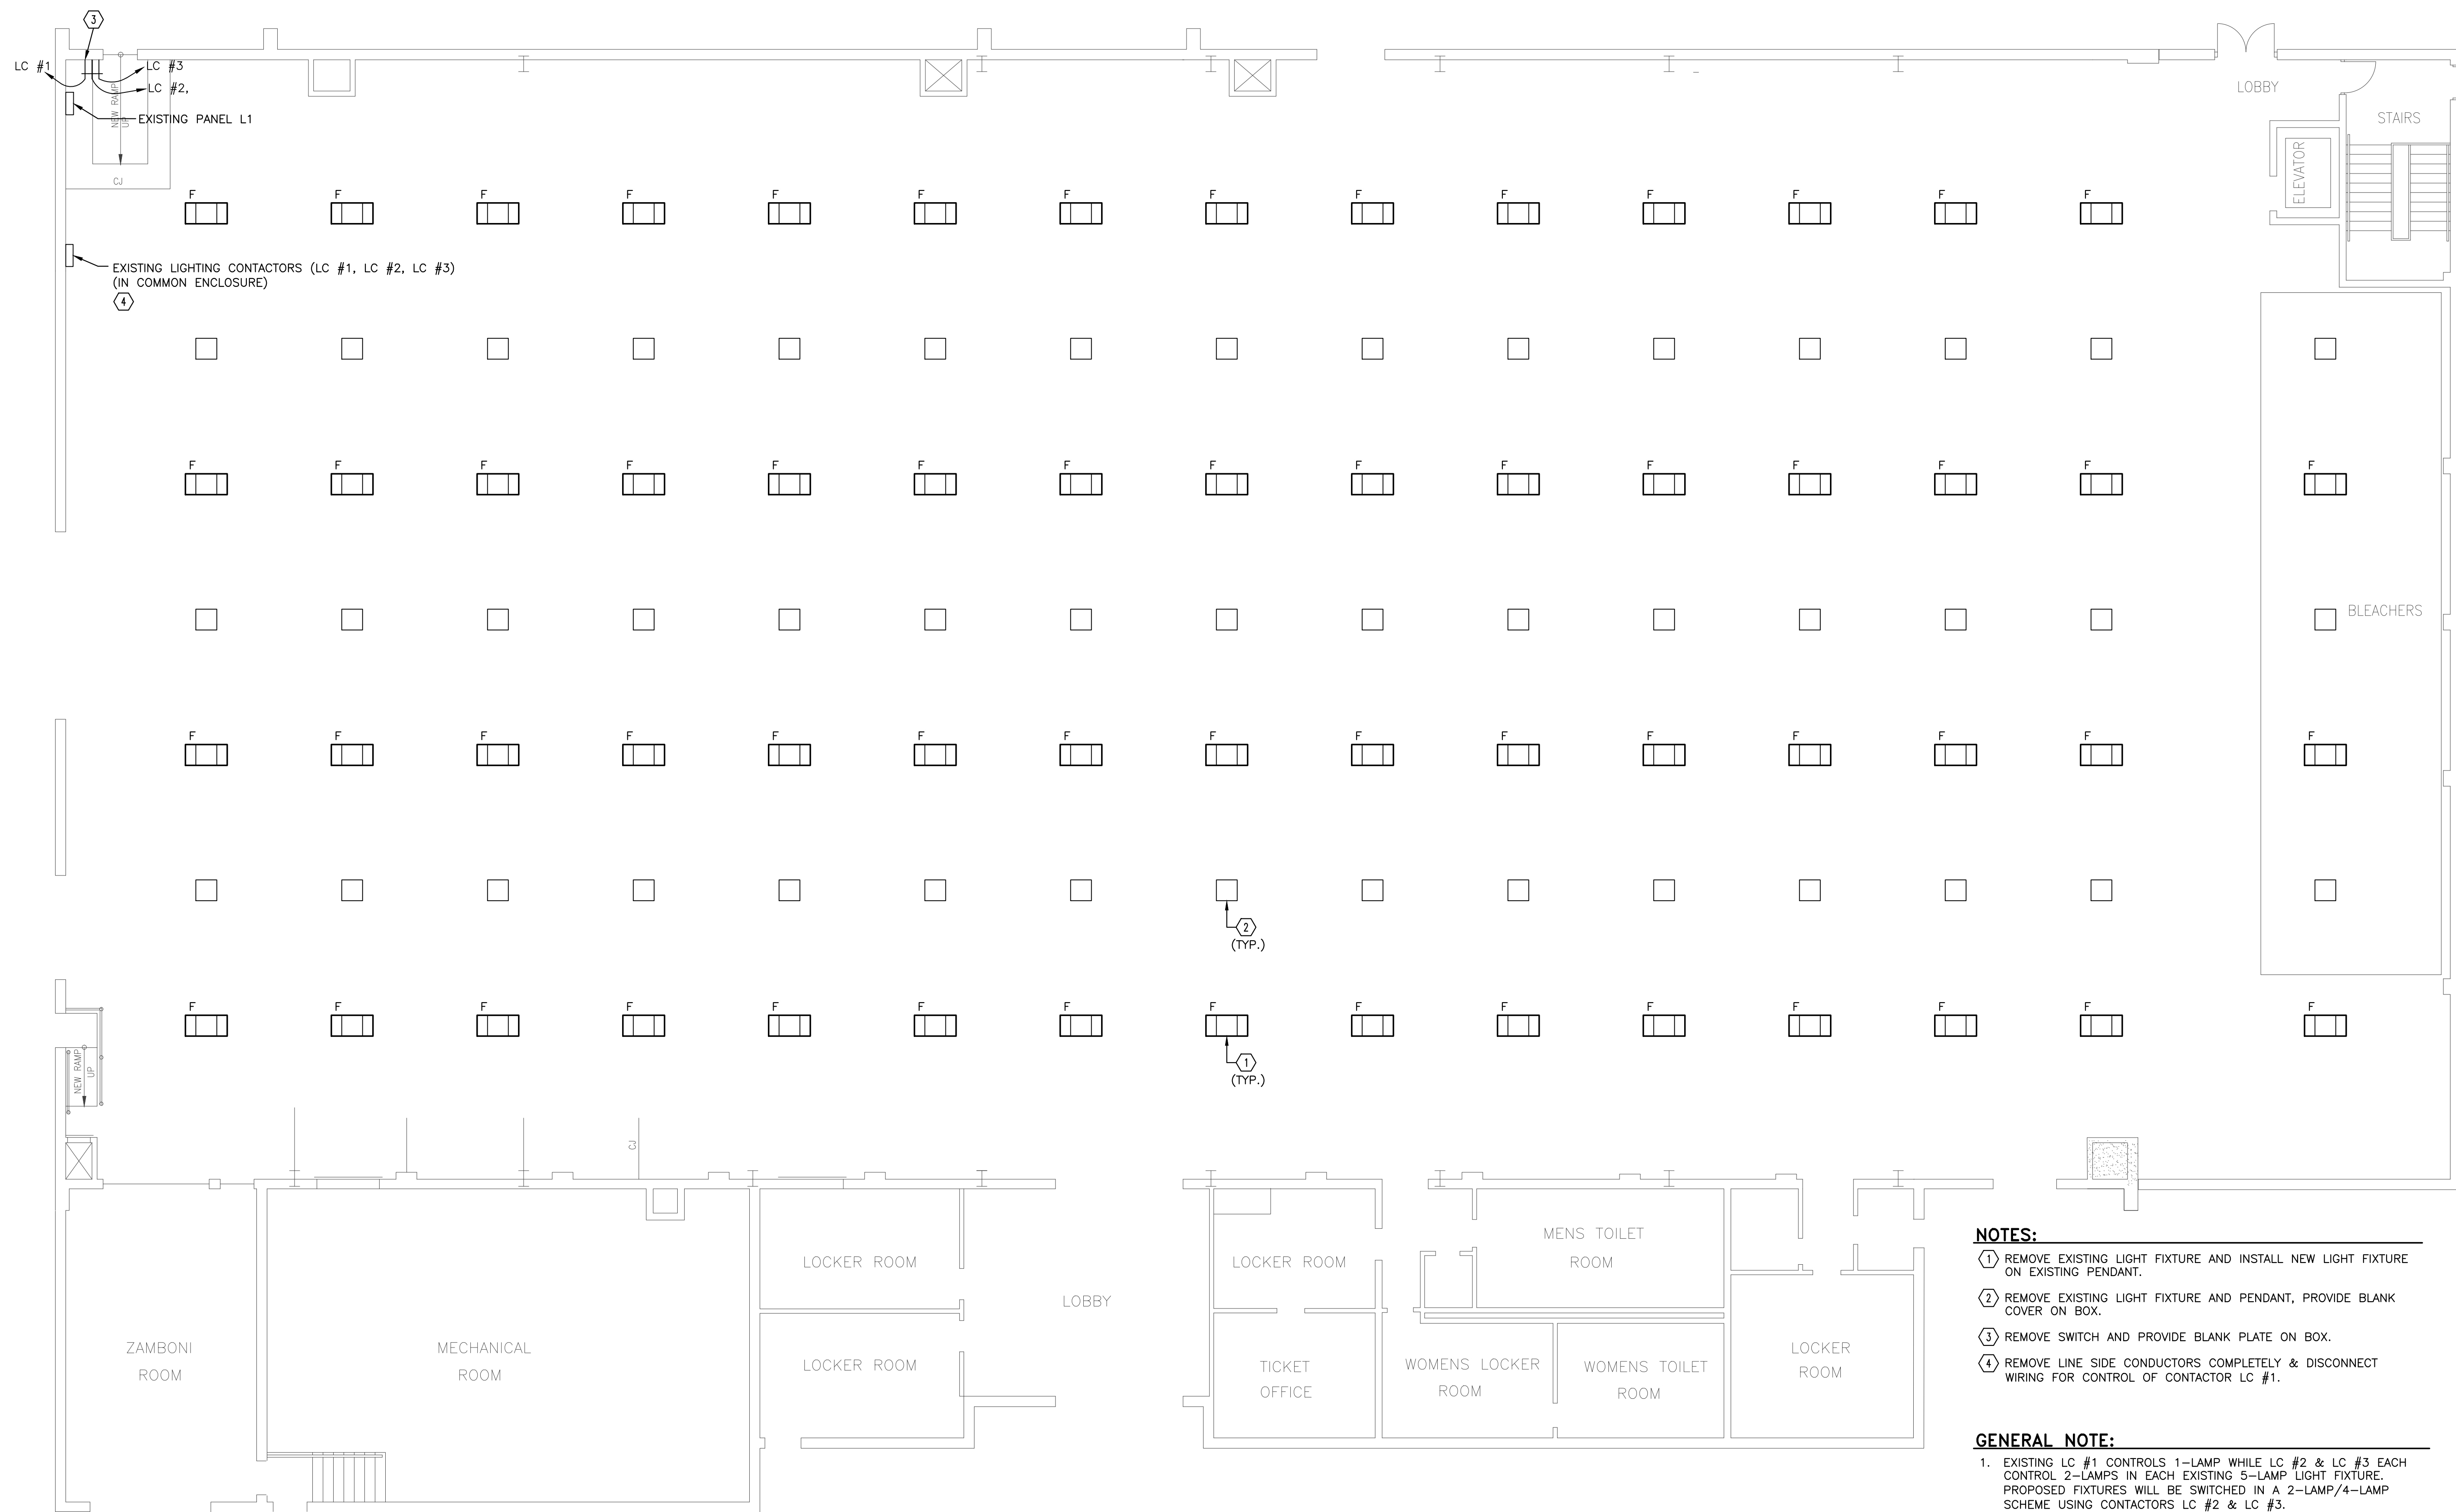 3
LC #1
LC #3
LC #2,
NEW RAMP
UP
EXISTING PANEL L1
CJ
LOBBY
STAIRS
ELEVATOR
F F F F F F F F F F F F F F
EXISTING LIGHTING CONTACTORS (LC #1, LC #2, LC #3)
(IN COMMON ENCLOSURE)
4
F F F F F F F F F F F F F F F
BLEACHERS
F F F F F F F F F F F F F F F
2
(TYP.)
F F F F F F F F F F F F F F F
1
(TYP.)
NEW RAMP
UP
CJ
ZAMBONI
ROOM
MECHANICAL
ROOM
LOCKER ROOM
LOCKER ROOM
LOBBY
LOCKER ROOM
TICKET
OFFICE
MENS TOILET
ROOM
WOMENS LOCKER
ROOM
WOMENS TOILET
ROOM
LOCKER
ROOM
NOTES:
1 REMOVE EXISTING LIGHT FIXTURE AND INSTALL NEW LIGHT FIXTURE
ON EXISTING PENDANT.
2 REMOVE EXISTING LIGHT FIXTURE AND PENDANT, PROVIDE BLANK
COVER ON BOX.
3 REMOVE SWITCH AND PROVIDE BLANK PLATE ON BOX.
4 REMOVE LINE SIDE CONDUCTORS COMPLETELY & DISCONNECT
WIRING FOR CONTROL OF CONTACTOR LC #1.
GENERAL NOTE:
1. EXISTING LC #1 CONTROLS 1-LAMP WHILE LC #2 & LC #3 EACH
CONTROL 2-LAMPS IN EACH EXISTING 5-LAMP LIGHT FIXTURE.
PROPOSED FIXTURES WILL BE SWITCHED IN A 2-LAMP/4-LAMP
SCHEME USING CONTACTORS LC #2 & LC #3.